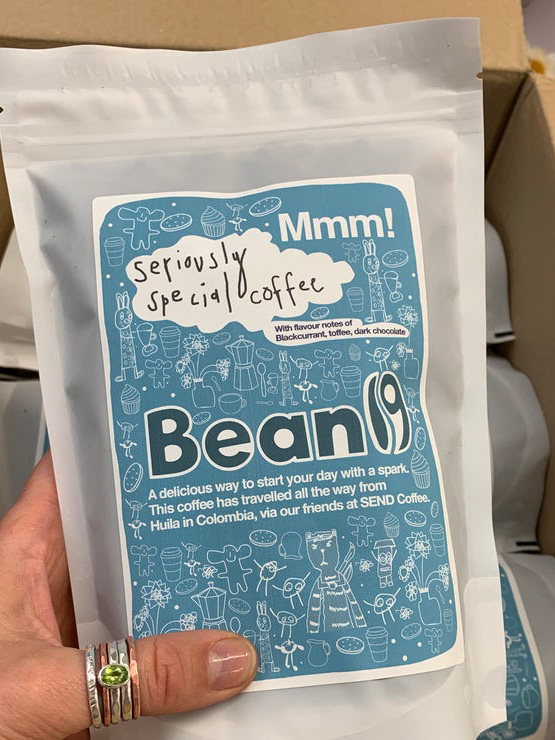 Mmm!
seriously
special coffee
With flavour notes of
Blackcurrant, toffee, dark chocolate
Bean19
A delicious way to start your day with a spark.
This coffee has travelled all the way from
Huila in Colombia, via our friends at SEND Coffee.